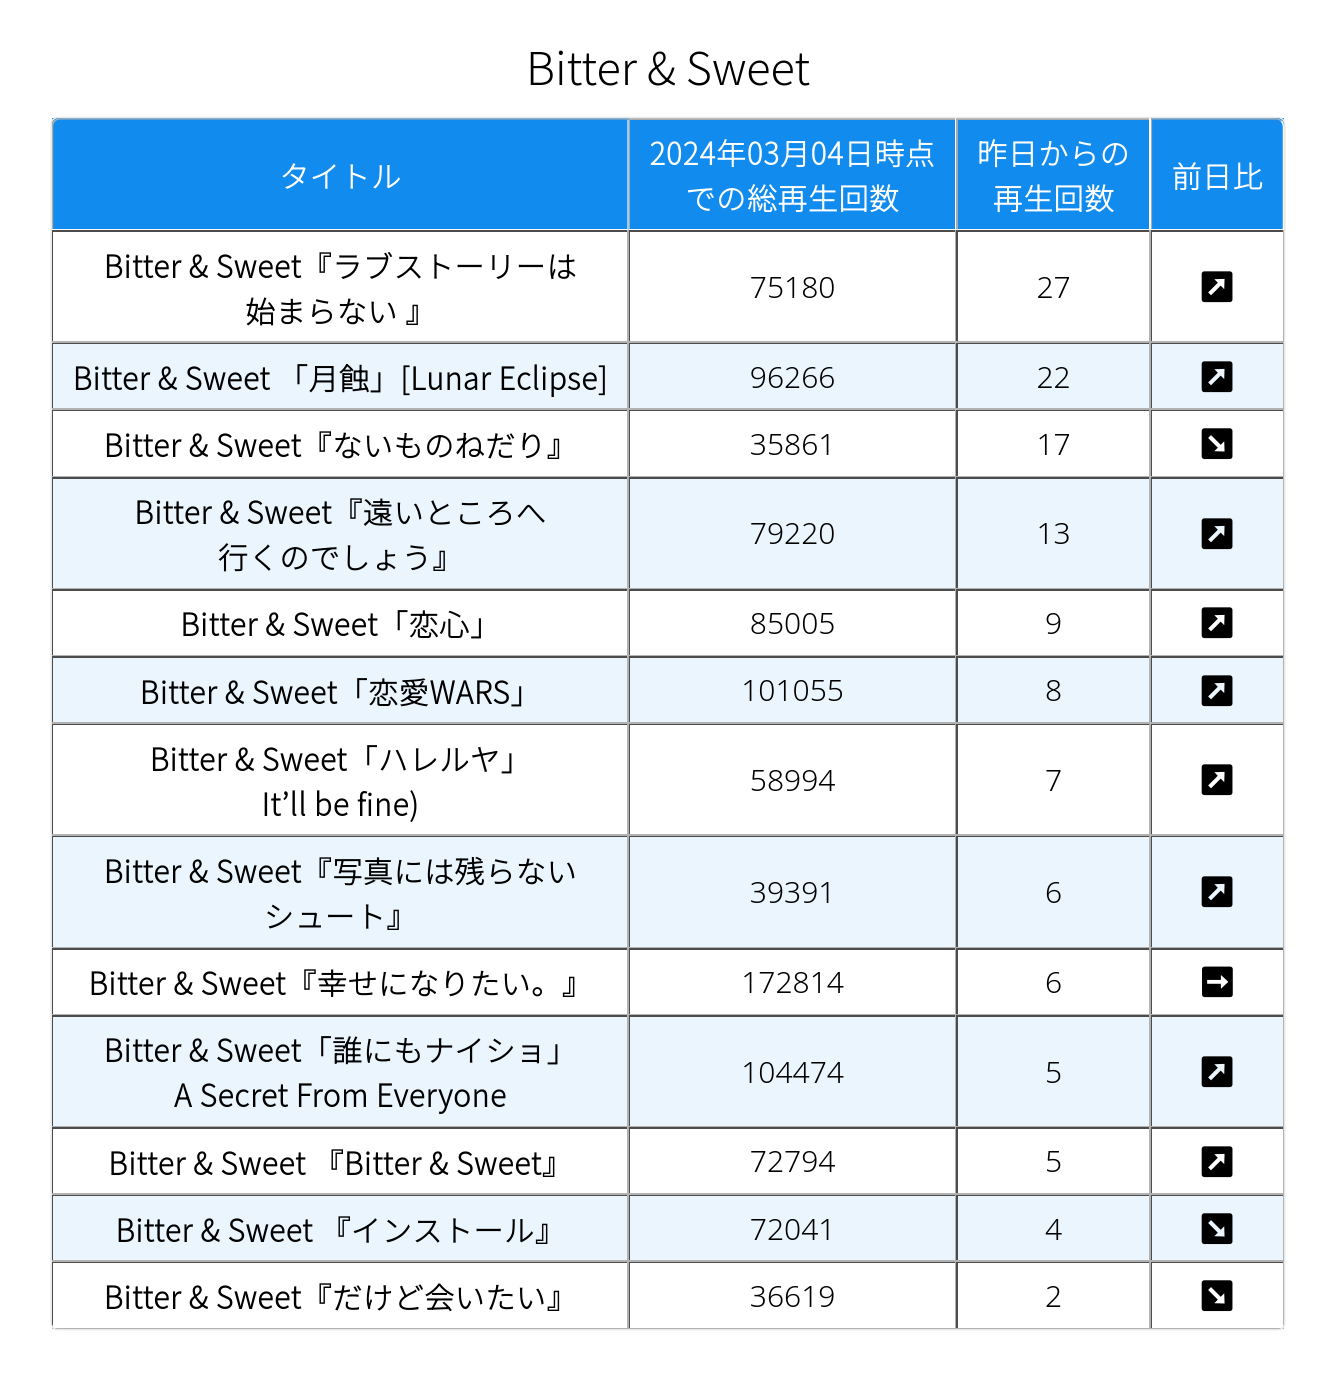 Bitter & Sweet
タイトル
2024年03月04日時点
での総再生回数
昨日からの
再生回数
前日比
Bitter & Sweet『ラブストーリーは
始まらない 』
75180
27
Bitter & Sweet 「月蝕」[Lunar Eclipse]
96266
22
Bitter & Sweet『ないものねだり』
35861
17
Bitter & Sweet『遠いところへ
行くのでしょう』
79220
13
Bitter & Sweet「恋心」
85005
9
Bitter & Sweet「恋愛WARS」
101055
8
Bitter & Sweet「ハレルヤ」
It’ll be fine)
58994
7
Bitter & Sweet『写真には残らない
シュート』
39391
6
Bitter & Sweet『幸せになりたい。』
172814
6
Bitter & Sweet「誰にもナイショ」
A Secret From Everyone
104474
5
Bitter & Sweet 『Bitter & Sweet』
72794
5
Bitter & Sweet 『インストール』
72041
4
Bitter & Sweet『だけど会いたい』
36619
2